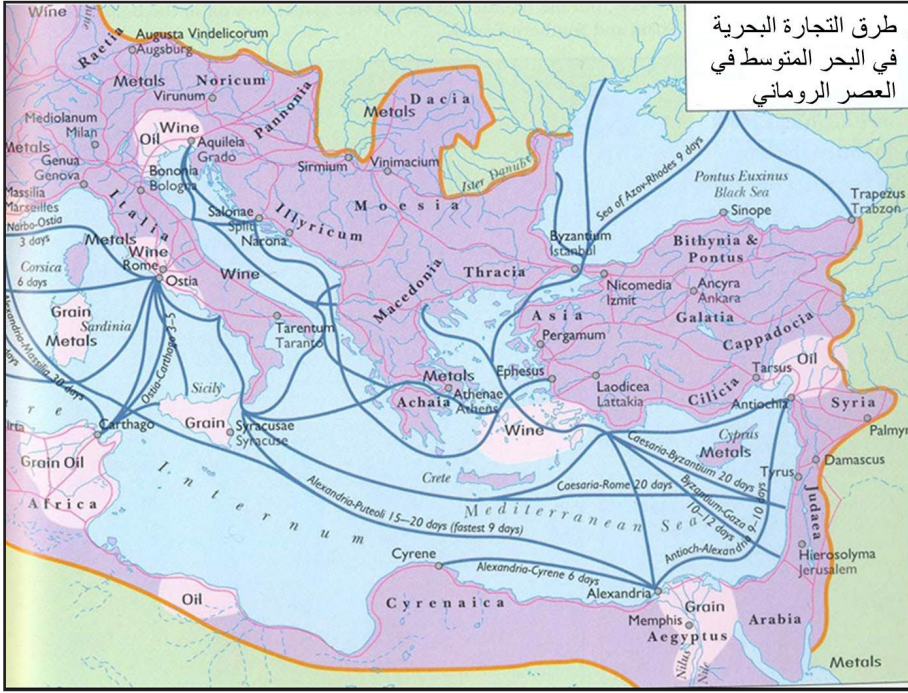 طرق التجارة البحرية
في البحر المتوسط في
العصر الروماني
Wine
Raetia
Augusta Vindelicorum
Augsburg
Metals
Noricum
Virunum
Pannonia
Mediolanum
Milan
Metals
Wine
Oil
Aquileia
Grado
Genua
Genova
Bononia
Bologna
Massilia
Marseilles
Italia
Sirmium
Metals
Dacia
Vinimacium
Ister Danube
Moesia
Salonae
Split
Illyricum
Narona
Narbo-Ostia
3 days
Metals
Wine
Rome
Ostia
Corsica
6 days
Wine
Grain
Sardinia
Metals
Alexandria-Massilia 30 days
days
Ostia-Carthago 3–5
Tarentum
Taranto
Macedonia
Thracia
Byzantium
Istanbul
Sea of Azov-Rhodes 9 days
Pontus Euxinus
Black Sea
Sinope
Trapezus
Trabzon
Bithynia &
Pontus
Nicomedia
Izmit
Ancyra
Ankara
Asia
Galatia
Pergamum
Cappadocia
Metals
Athenae
Athens
Achaia
Ephesus
Laodicea
Lattakia
Oil
Tarsus
Cilicia
Antiochia
Syria
Palmyr
Sicily
Grain
Syracusae
Syracuse
Carthago
irta
Grain Oil
Africa
Internum
Wine
Crete
Cyprus
Metals
Caesaria-Byzantium 20 days
Caesaria-Rome 20 days
Byzantium-Gaza
10–12 days
Tyrus
Damascus
Judaea
Mediterranean Sea
Alexandria-Puteoli 15–20 days (fastest 9 days)
Antioch-Alexandria 9–10 days
Hierosolyma
Jerusalem
Cyrene
Alexandria-Cyrene 6 days
Alexandria
Oil
Cyrenaica
Grain
Memphis
Aegyptus
Arabia
Nilus
Nile
Metals